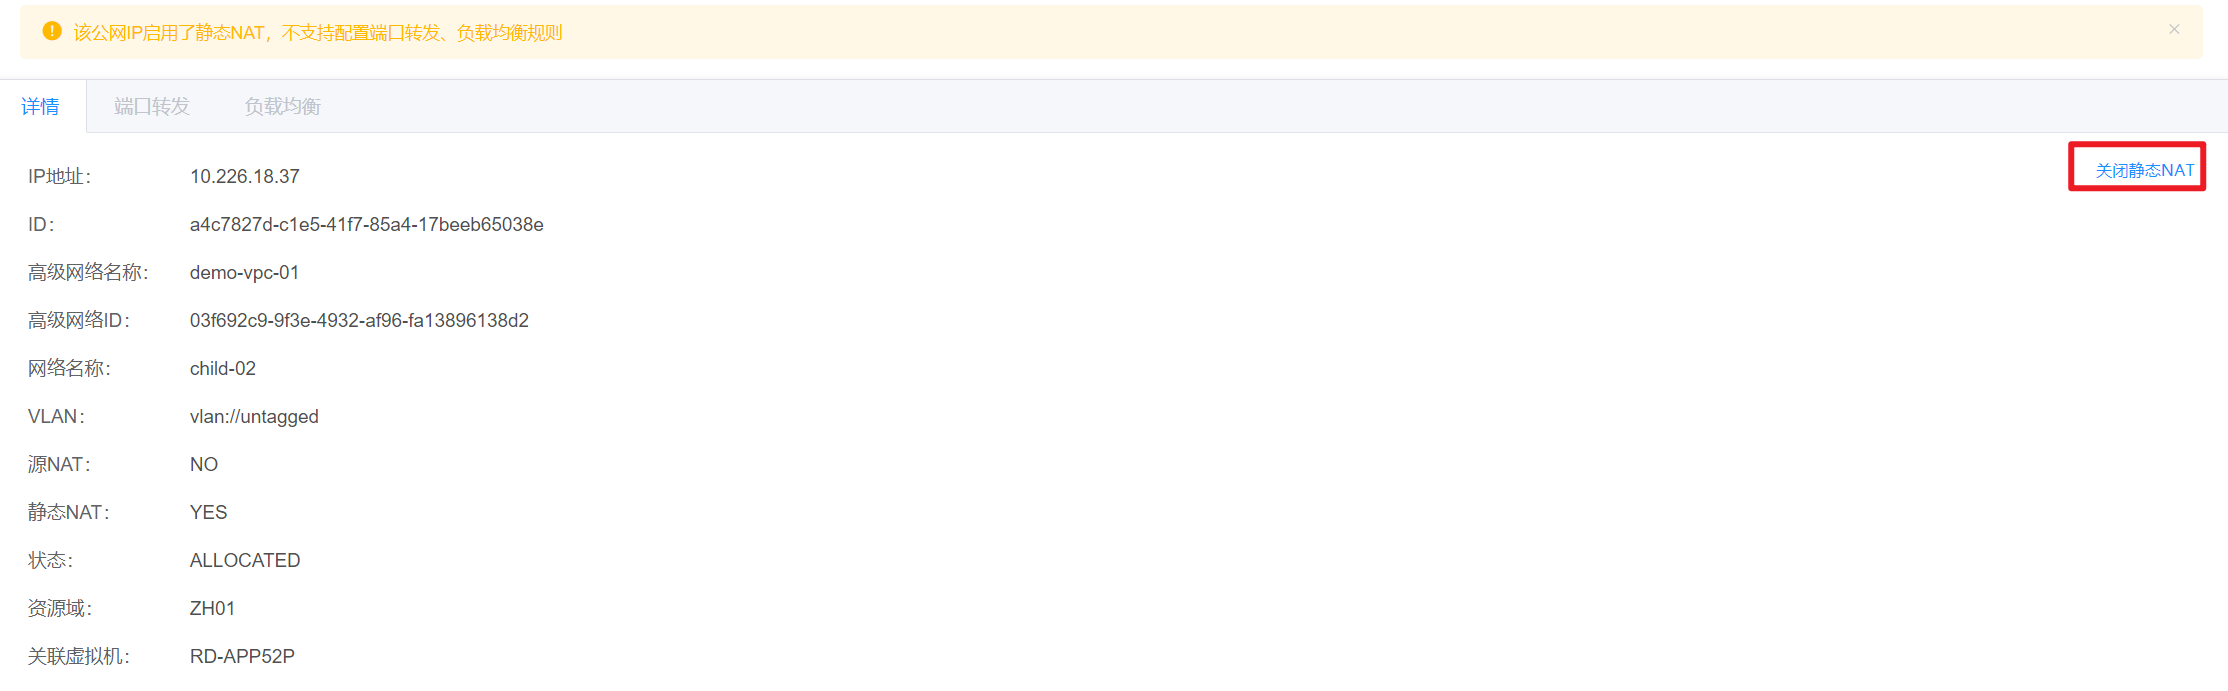 该公网IP启用了静态NAT，不支持配置端口转发、负载均衡规则
详情 端口转发 负载均衡
关闭静态NAT
IP地址： 10.226.18.37
ID： a4c7827d-c1e5-41f7-85a4-17beeb65038e
高级网络名称： demo-vpc-01
高级网络ID： 03f692c9-9f3e-4932-af96-fa13896138d2
网络名称： child-02
VLAN： vlan://untagged
源NAT： NO
静态NAT： YES
状态： ALLOCATED
资源域： ZH01
关联虚拟机： RD-APP52P